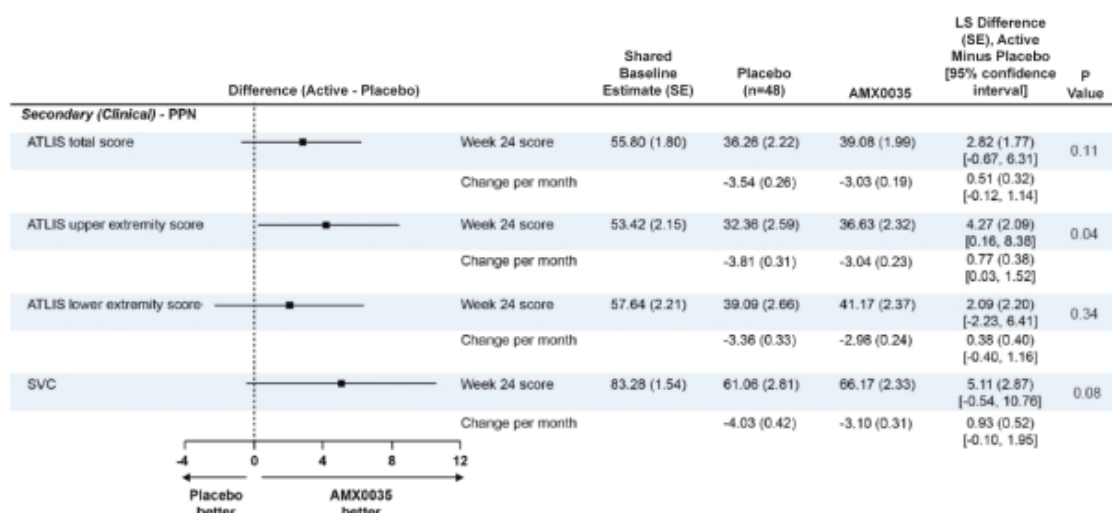 Difference (Active - Placebo)
Shared
Baseline
Estimate (SE)
Placebo
(n=48)
AMX0035
LS Difference
(SE), Active
Minus Placebo
[95% confidence
interval]
P
Value
Secondary (Clinical) - PPN
ATLIS total score Week 24 score 55.80 (1.80) 36.26 (2.22) 39.08 (1.99) 2.82 (1.77) 0.11
[-0.67, 6.31]
Change per month -3.54 (0.26) -3.03 (0.19) 0.51 (0.32)
[-0.12, 1.14]
ATLIS upper extremity score Week 24 score 53.42 (2.15) 32.36 (2.59) 36.63 (2.32) 4.27 (2.09) 0.04
[0.16, 8.38]
Change per month -3.81 (0.31) -3.04 (0.23) 0.77 (0.38)
[0.03, 1.52]
ATLIS lower extremity score Week 24 score 57.64 (2.21) 39.09 (2.66) 41.17 (2.37) 2.09 (2.20) 0.34
[-2.23, 6.41]
Change per month -3.36 (0.33) -2.98 (0.24) 0.38 (0.40)
[-0.40, 1.16]
SVC Week 24 score 83.28 (1.54) 61.06 (2.81) 66.17 (2.33) 5.11 (2.87) 0.08
[-0.54, 10.76]
Change per month -4.03 (0.42) -3.10 (0.31) 0.93 (0.52)
[-0.10, 1.95]
-4 0 4 8 12
Placebo AMX0035
better better